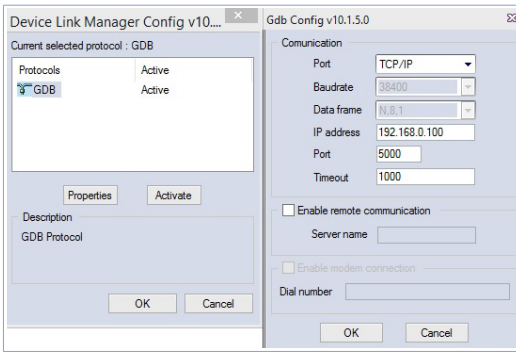 Device Link Manager Config v10....
Current selected protocol : GDB
Protocols Active
GDB Active
Properties Activate
Description
GDB Protocol
OK Cancel
Gdb Config v10.1.5.0
Comunication
Port TCP/IP
Baudrate 38400
Data frame N,8,1
IP address 192.168.0.100
Port 5000
Timeout 1000
Enable remote communication
Server name
Enable modem connection
Dial number
OK Cancel